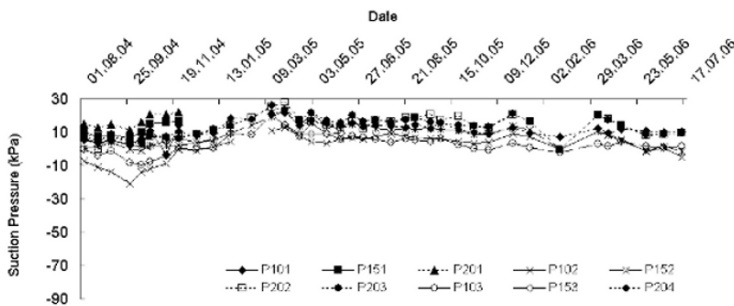 Date
01.08.04 25.09.04 19.11.04 13.01.05 09.03.05 03.05.05 27.06.05 21.08.05 15.10.05 09.12.05 02.02.06 29.03.06 23.05.06 17.07.06
Suction Pressure (kPa)
30
10
-10
-30
-50
-70
-90
P101 P151 P201 P102 P152
P202 P203 P103 P153 P204